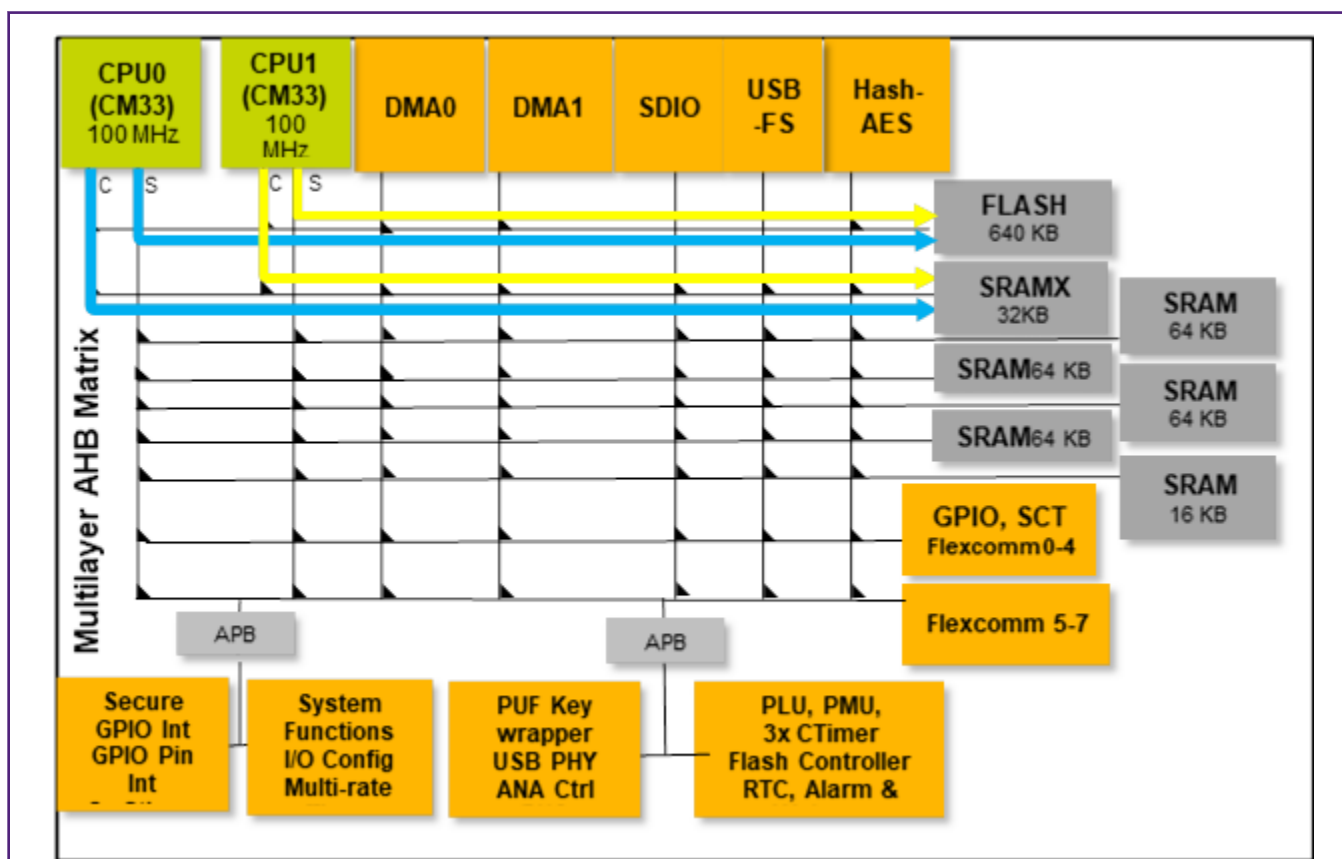 CPU0
(CM33)
100 MHz
CPU1
(CM33)
100
MHz
DMA0
DMA1
SDIO
USB
-FS
Hash-
AES
C
S
C
S
FLASH
640 KB
SRAMX
32KB
SRAM
64 KB
SRAM64 KB
SRAM
64 KB
SRAM64 KB
SRAM
16 KB
Multilayer AHB Matrix
GPIO, SCT
Flexcomm0-4
Flexcomm 5-7
APB
APB
Secure
GPIO Int
GPIO Pin
Int
System
Functions
I/O Config
Multi-rate
PUF Key
wrapper
USB PHY
ANA Ctrl
PLU, PMU,
3x CTimer
Flash Controller
RTC, Alarm &